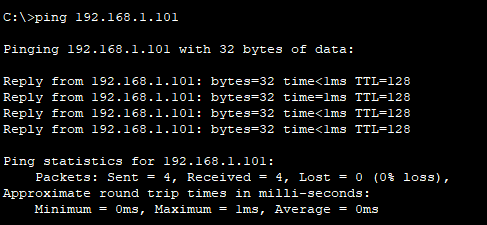 C:\>ping 192.168.1.101
Pinging 192.168.1.101 with 32 bytes of data:
Reply from 192.168.1.101: bytes=32 time<1ms TTL=128
Reply from 192.168.1.101: bytes=32 time=1ms TTL=128
Reply from 192.168.1.101: bytes=32 time<1ms TTL=128
Reply from 192.168.1.101: bytes=32 time<1ms TTL=128
Ping statistics for 192.168.1.101:
Packets: Sent = 4, Received = 4, Lost = 0 (0% loss),
Approximate round trip times in milli-seconds:
Minimum = 0ms, Maximum = 1ms, Average = 0ms